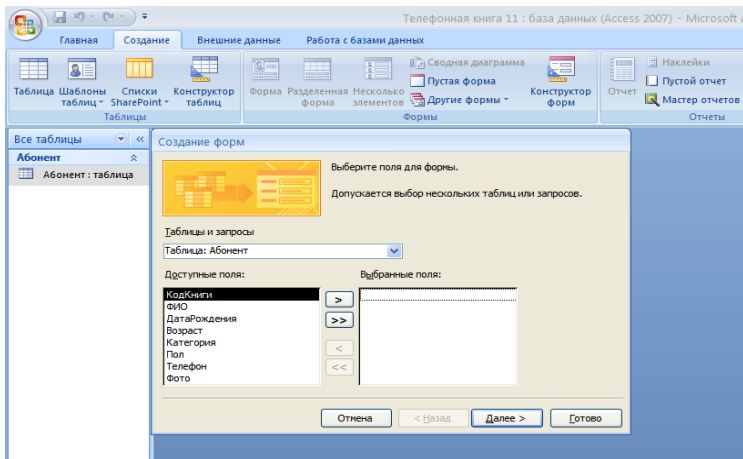 Телефонная книга 11 : база данных (Access 2007) - Microsoft
Главная Создание Внешние данные Работа с базами данных
Таблица Шаблоны таблиц Списки SharePoint Конструктор таблиц
Таблицы
Форма Разделенная форма Несколько элементов Сводная диаграмма Пустая форма Другие формы Конструктор форм
Формы
Отчет Наклейки Пустой отчет Мастер отчетов
Отчеты
Все таблицы
Абонент
Абонент : таблица
Создание форм
Выберите поля для формы.
Допускается выбор нескольких таблиц или запросов.
Таблицы и запросы
Таблица: Абонент
Доступные поля: Выбранные поля:
КодКниги
ФИО
ДатаРождения
Возраст
Категория
Пол
Телефон
Фото
>
>>
<
<<
Отмена < Назад Далее > Готово